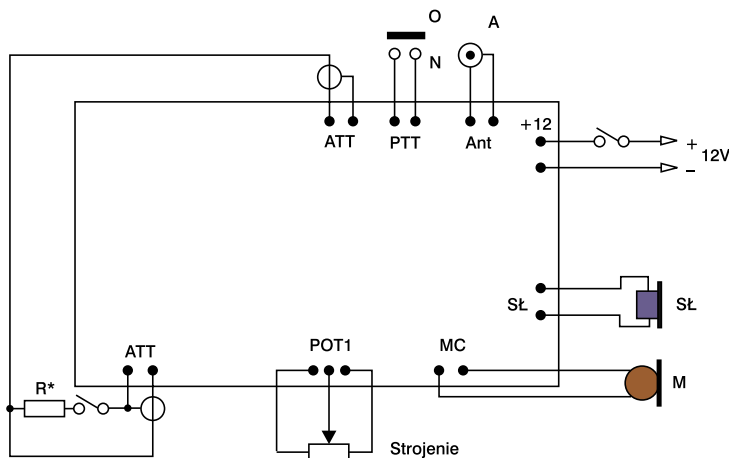 O
A
N
ATT
PTT
Ant
+12
+
12V
–
SŁ
SŁ
ATT
POT1
MC
R*
M
Strojenie